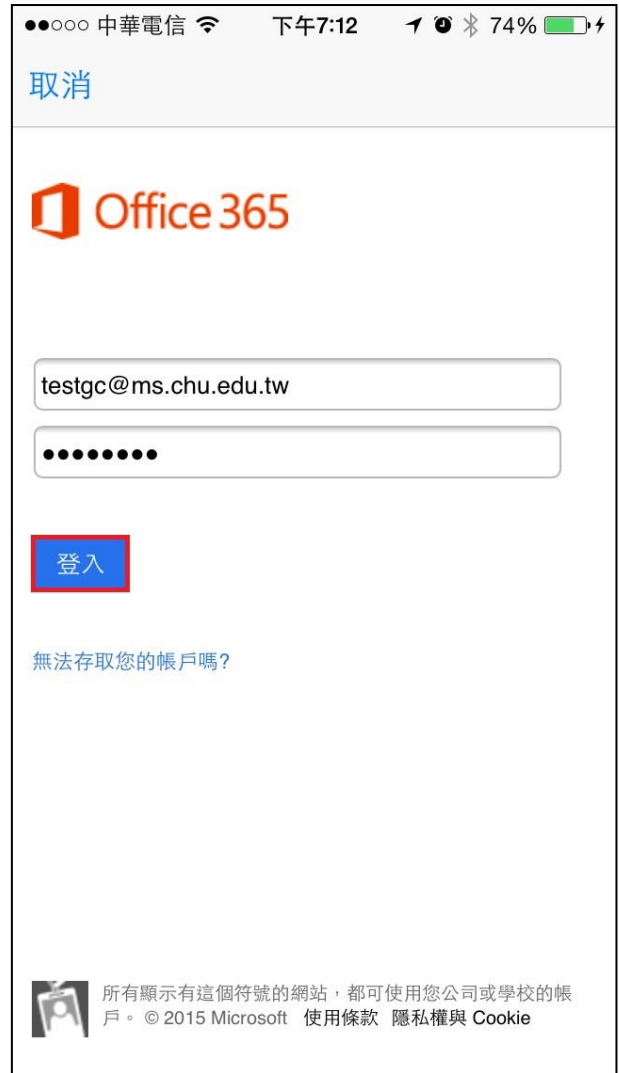 中華電信 下午7:12 74%
取消
Office 365
testgc@ms.chu.edu.tw
••••••••
登入
無法存取您的帳戶嗎?
所有顯示有這個符號的網站，都可使用您公司或學校的帳
戶。 © 2015 Microsoft 使用條款 隱私權與 Cookie